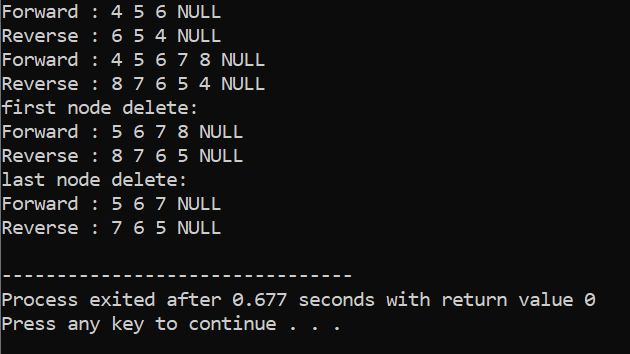 Forward : 4 5 6 NULL
Reverse : 6 5 4 NULL
Forward : 4 5 6 7 8 NULL
Reverse : 8 7 6 5 4 NULL
first node delete:
Forward : 5 6 7 8 NULL
Reverse : 8 7 6 5 NULL
last node delete:
Forward : 5 6 7 NULL
Reverse : 7 6 5 NULL
--------------------------------
Process exited after 0.677 seconds with return value 0
Press any key to continue . . .